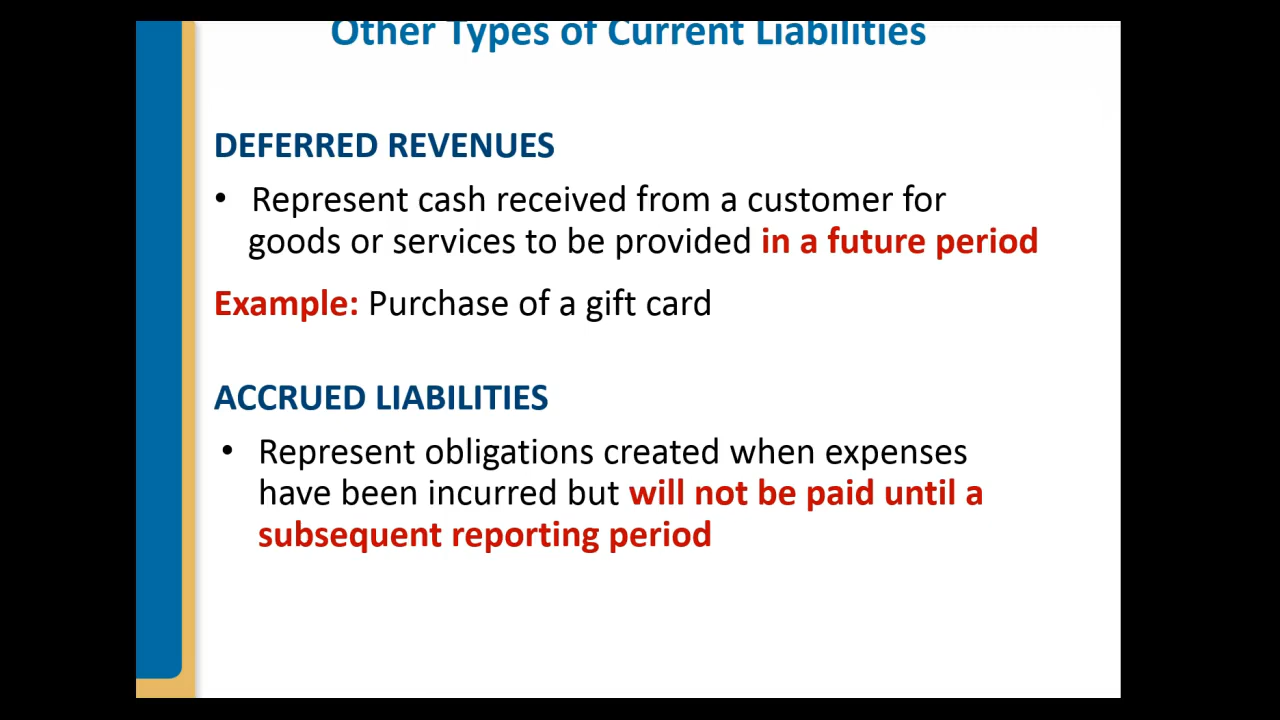 Other Types of Current Liabilities
DEFERRED REVENUES
• Represent cash received from a customer for
goods or services to be provided in a future period
Example: Purchase of a gift card
ACCRUED LIABILITIES
• Represent obligations created when expenses
have been incurred but will not be paid until a
subsequent reporting period